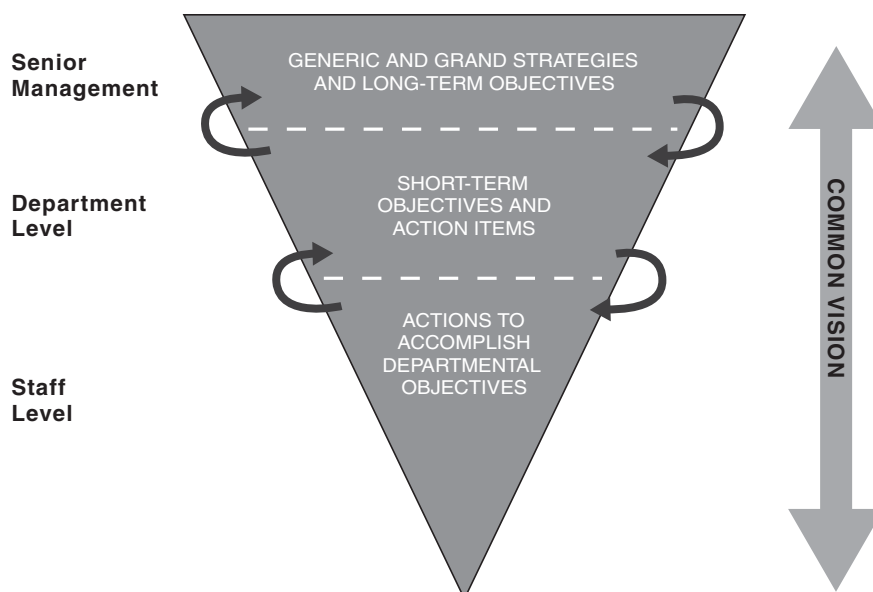 Senior
Management
GENERIC AND GRAND STRATEGIES
AND LONG-TERM OBJECTIVES
Department
Level
SHORT-TERM
OBJECTIVES AND
ACTION ITEMS
Staff
Level
ACTIONS TO
ACCOMPLISH
DEPARTMENTAL
OBJECTIVES
COMMON VISION